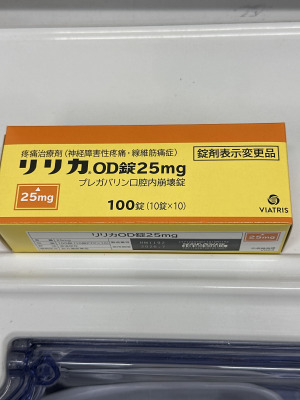 疼痛治療剤(神経障害性疼痛・線維筋痛症)
錠剤表示変更品
リリカ®OD錠25mg
プレガバリン口腔内崩壊錠
25mg
100錠(10錠×10)
VIATRIS
リリカOD錠25mg